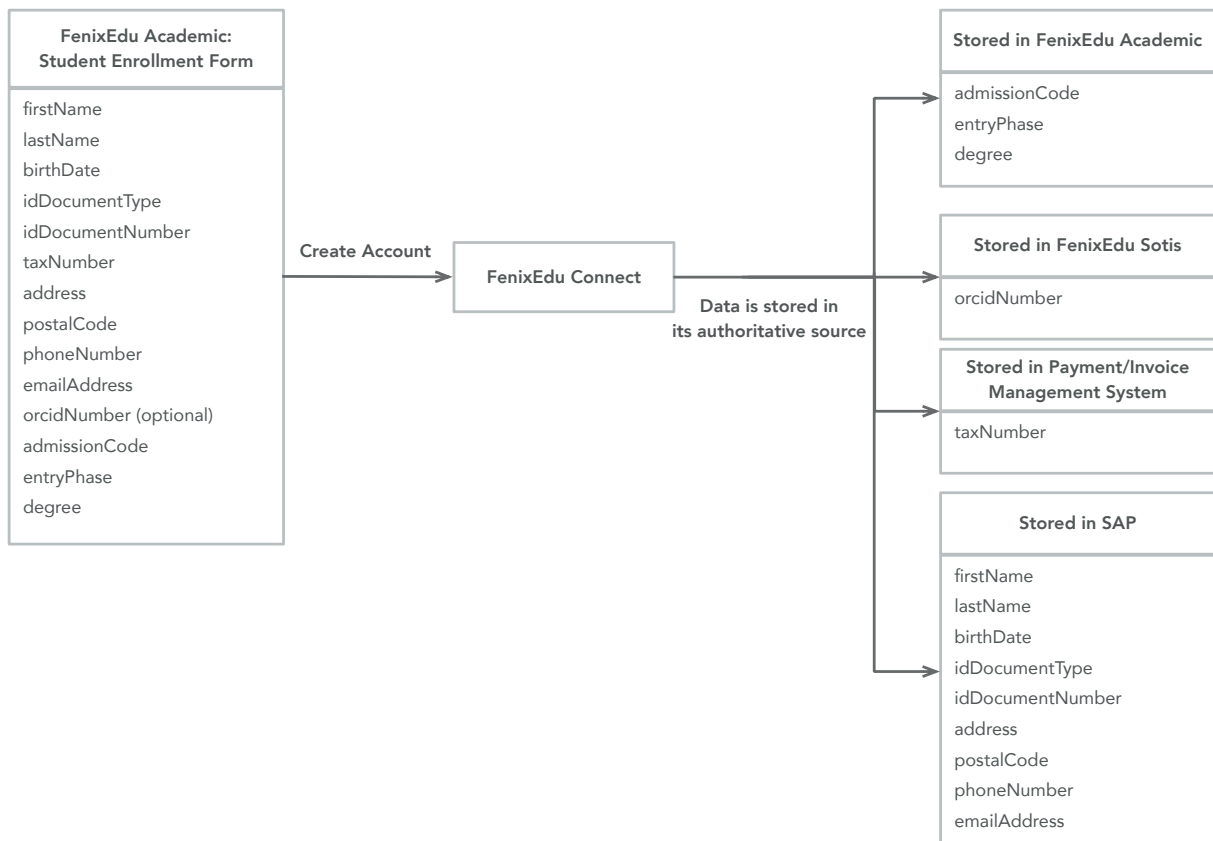 FenixEdu Academic:
Student Enrollment Form
firstName
lastName
birthDate
idDocumentType
idDocumentNumber
taxNumber
address
postalCode
phoneNumber
emailAddress
orcidNumber (optional)
admissionCode
entryPhase
degree
Create Account
FenixEdu Connect
Data is stored in
its authoritative source
Stored in FenixEdu Academic
admissionCode
entryPhase
degree
Stored in FenixEdu Sotis
orcidNumber
Stored in Payment/Invoice
Management System
taxNumber
Stored in SAP
firstName
lastName
birthDate
idDocumentType
idDocumentNumber
address
postalCode
phoneNumber
emailAddress